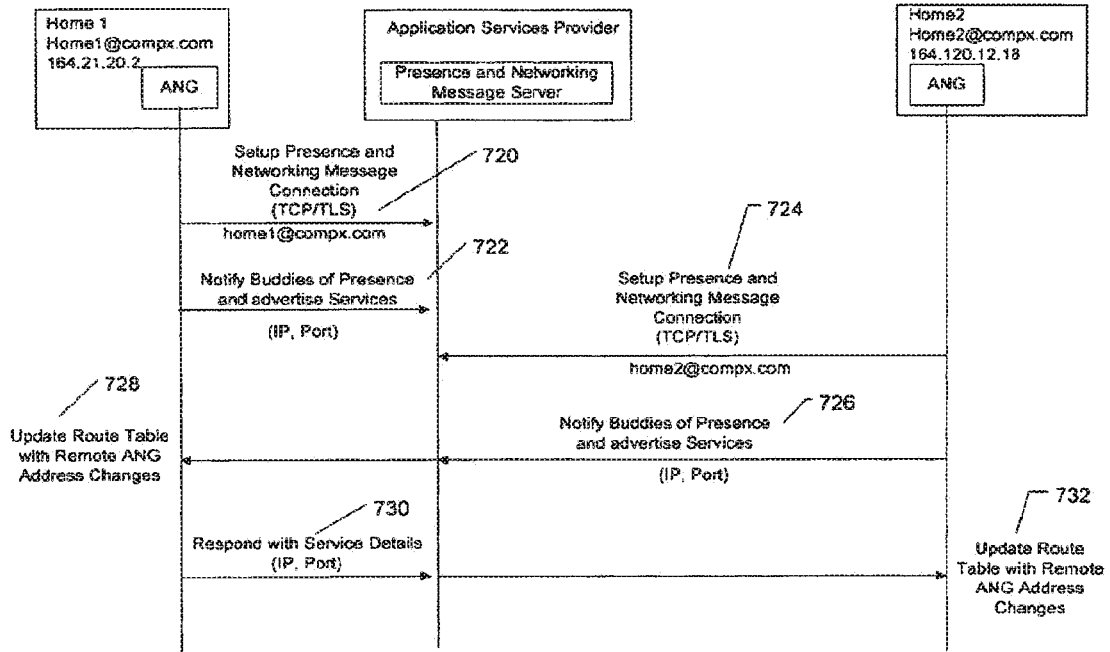 Home 1
Home1@compx.com
164.21.20.2
ANG
Application Services Provider
Presence and Networking
Message Server
Home2
Home2@compx.com
164.120.12.18
ANG
Setup Presence and
Networking Message
Connection
(TCP/TLS)
720
home1@compx.com
722
Notify Buddies of Presence
and advertise Services
(IP, Port)
724
Setup Presence and
Networking Message
Connection
(TCP/TLS)
home2@compx.com
728
Update Route Table
with Remote ANG
Address Changes
726
Notify Buddies of Presence
and advertise Services
(IP, Port)
730
Respond with Service Details
(IP, Port)
732
Update Route
Table with Remote
ANG Address
Changes